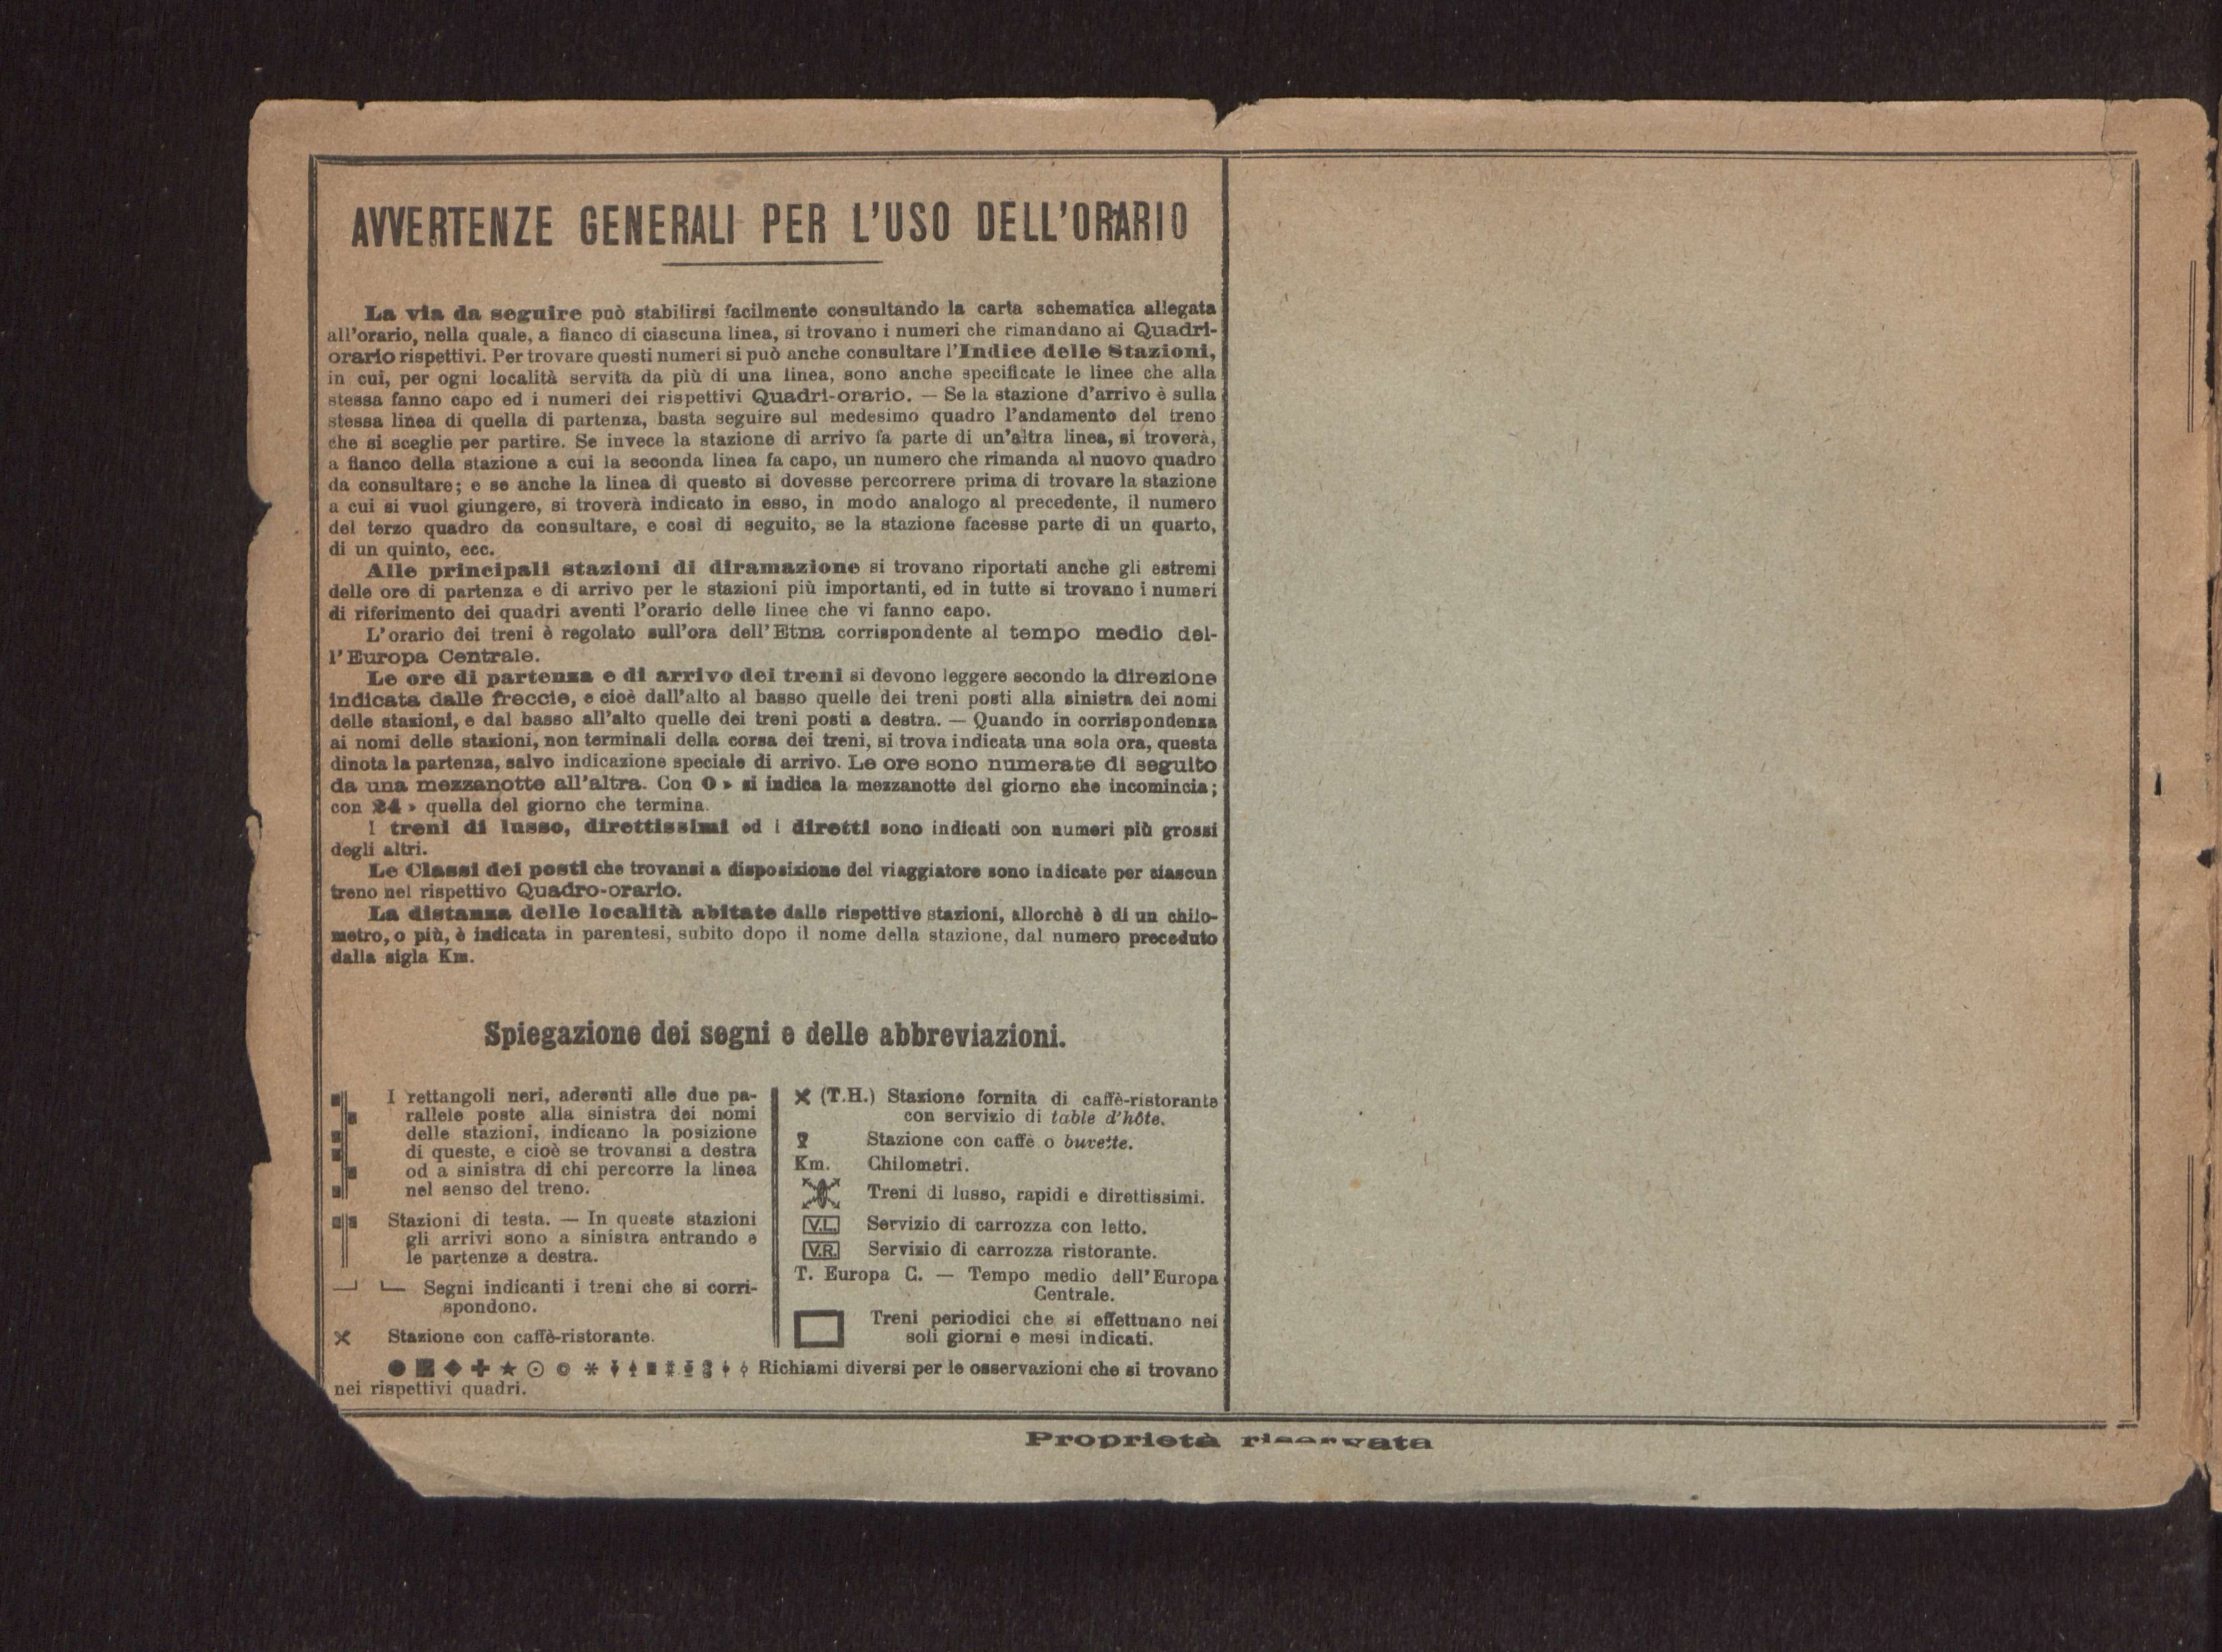 AVVERTENZE GENERALI PER L'USO DELL'ORARIO
La via da seguire può stabilirsi facilmente consultando la carta schematica allegata
all'orario, nella quale, a fianco di ciascuna linea, si trovano i numeri che rimandano ai Quadri-
orario rispettivi. Per trovare questi numeri si può anche consultare l'Indice delle Stazioni,
in cui, per ogni località servita da più di una linea, sono anche specificate le linee che alla
stessa fanno capo ed i numeri dei rispettivi Quadri-orario. — Se la stazione d'arrivo è sulla
stessa linea di quella di partenza, basta seguire sul medesimo quadro l'andamento del treno
che si sceglie per partire. Se invece la stazione di arrivo fa parte di un'altra linea, si troverà,
a fianco della stazione a cui la seconda linea fa capo, un numero che rimanda al nuovo quadro
da consultare; e se anche la linea di questo si dovesse percorrere prima di trovare la stazione
a cui si vuol giungere, si troverà indicato in esso, in modo analogo al precedente, il numero
del terzo quadro da consultare, e così di seguito, se la stazione facesse parte di un quarto,
di un quinto, ecc.
Alle principali stazioni di diramazione si trovano riportati anche gli estremi
delle ore di partenza e di arrivo per le stazioni più importanti, ed in tutte si trovano i numeri
di riferimento dei quadri aventi l'orario delle linee che vi fanno capo.
L'orario dei treni è regolato sull'ora dell'Etna corrispondente al tempo medio del-
l'Europa Centrale.
Le ore di partenza e di arrivo dei treni si devono leggere secondo la direzione
indicata dalle freccie, e cioè dall'alto al basso quelle dei treni posti alla sinistra dei nomi
delle stazioni, e dal basso all'alto quelle dei treni posti a destra. — Quando in corrispondenza
ai nomi delle stazioni, non terminali della corsa dei treni, si trova indicata una sola ora, questa
dinota la partenza, salvo indicazione speciale di arrivo. Le ore sono numerate di seguito
da una mezzanotte all'altra. Con 0 » si indica la mezzanotte del giorno che incomincia;
con 24 » quella del giorno che termina.
I treni di lusso, direttissimi ed i diretti sono indicati con numeri più grossi
degli altri.
Le Classi dei posti che trovansi a disposizione del viaggiatore sono indicate per ciascun
treno nel rispettivo Quadro-orario.
La distanza delle località abitate dalle rispettive stazioni, allorchè è di un chilo-
metro, o più, è indicata in parentesi, subito dopo il nome della stazione, dal numero preceduto
dalla sigla Km.
Spiegazione dei segni e delle abbreviazioni.
I rettangoli neri, aderenti alle due pa-
rallele poste alla sinistra dei nomi
delle stazioni, indicano la posizione
di queste, e cioè se trovansi a destra
od a sinistra di chi percorre la linea
nel senso del treno.
Stazioni di testa. — In queste stazioni
gli arrivi sono a sinistra entrando e
le partenze a destra.
Segni indicanti i treni che si corri-
spondono.
Stazione con caffè-ristorante.
(T.H.) Stazione fornita di caffè-ristorante
con servizio di table d'hôte.
Stazione con caffè o buvette.
Km. Chilometri.
Treni di lusso, rapidi e direttissimi.
V.L. Servizio di carrozza con letto.
V.R. Servizio di carrozza ristorante.
T. Europa C. — Tempo medio dell'Europa
Centrale.
Treni periodici che si effettuano nei
soli giorni e mesi indicati.
Richiami diversi per le osservazioni che si trovano
nei rispettivi quadri.
Proprietà riservata